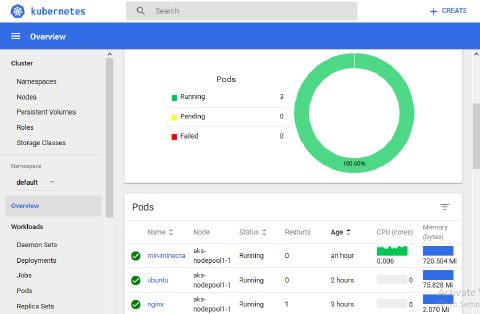 kubernetes
Search
+ CREATE
Overview
Cluster
Namespaces
Nodes
Persistent Volumes
Roles
Storage Classes
Namespace
default
Overview
Workloads
Daemon Sets
Deployments
Jobs
Pods
Replica Sets
Pods
Running 3
Pending 0
Failed 0
100.00%
Pods
Name Node Status Restarts Age CPU (cores) Memory (bytes)
min-minecra aks-nodepool1-1 Running 0 an hour 0.00s 720.504 Mi
ubuntu aks-nodepool1-1 Running 0 2 hours 0 75.828 Mi
nginx aks-nodepool1-1 Running 1 3 hours 0 2.070 Mi
Activate